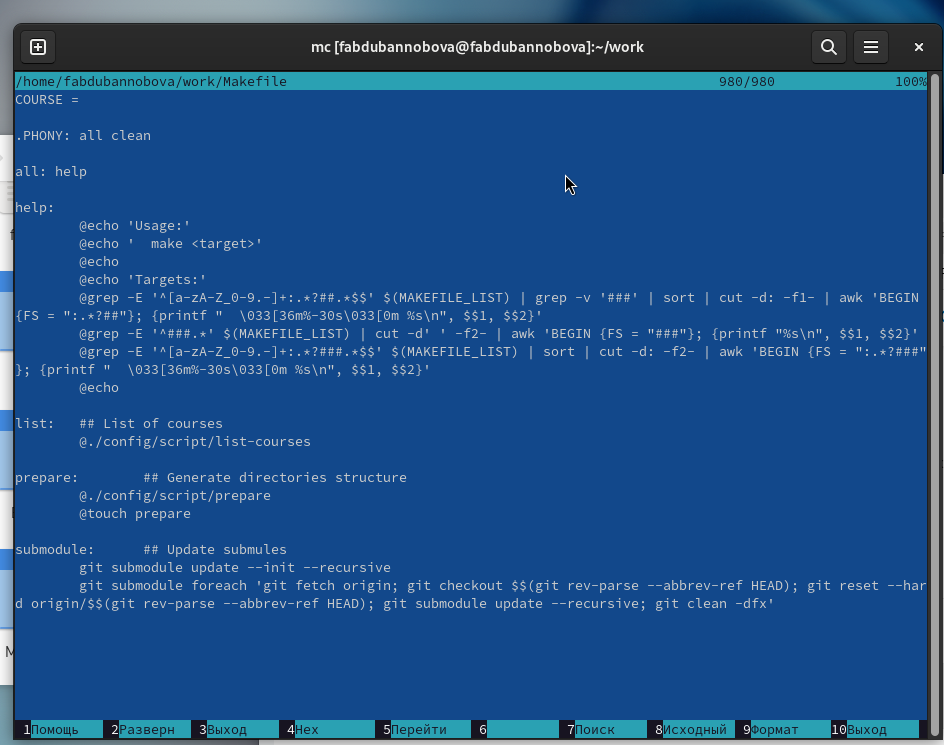 mc [fabdubannobova@fabdubannobova]:~/work
/home/fabdubannobova/work/Makefile 980/980 100%
COURSE =
.PHONY: all clean
all: help
help:
@echo 'Usage:'
@echo '  make <target>'
@echo
@echo 'Targets:'
@grep -E '^[a-zA-Z_0-9.-]+:.*?##.*$$' $(MAKEFILE_LIST) | grep -v '###' | sort | cut -d: -f1- | awk 'BEGIN
{FS = ":.*?##"}; {printf "  \033[36m%-30s\033[0m %s\n", $$1, $$2}'
@grep -E '^###.*' $(MAKEFILE_LIST) | cut -d' ' -f2- | awk 'BEGIN {FS = "###"}; {printf "%s\n", $$1, $$2}'
@grep -E '^[a-zA-Z_0-9.-]+:.*?###.*$$' $(MAKEFILE_LIST) | sort | cut -d: -f2- | awk 'BEGIN {FS = ":.*?###"
}; {printf "  \033[36m%-30s\033[0m %s\n", $$1, $$2}'
@echo
list:   ## List of courses
@./config/script/list-courses
prepare:        ## Generate directories structure
@./config/script/prepare
@touch prepare
submodule:      ## Update submules
git submodule update --init --recursive
git submodule foreach 'git fetch origin; git checkout $$(git rev-parse --abbrev-ref HEAD); git reset --har
d origin/$$(git rev-parse --abbrev-ref HEAD); git submodule update --recursive; git clean -dfx'
1Помощь 2Разверн 3Выход 4Hex 5Перейти 6 7Поиск 8Исходный 9Формат 10Выход